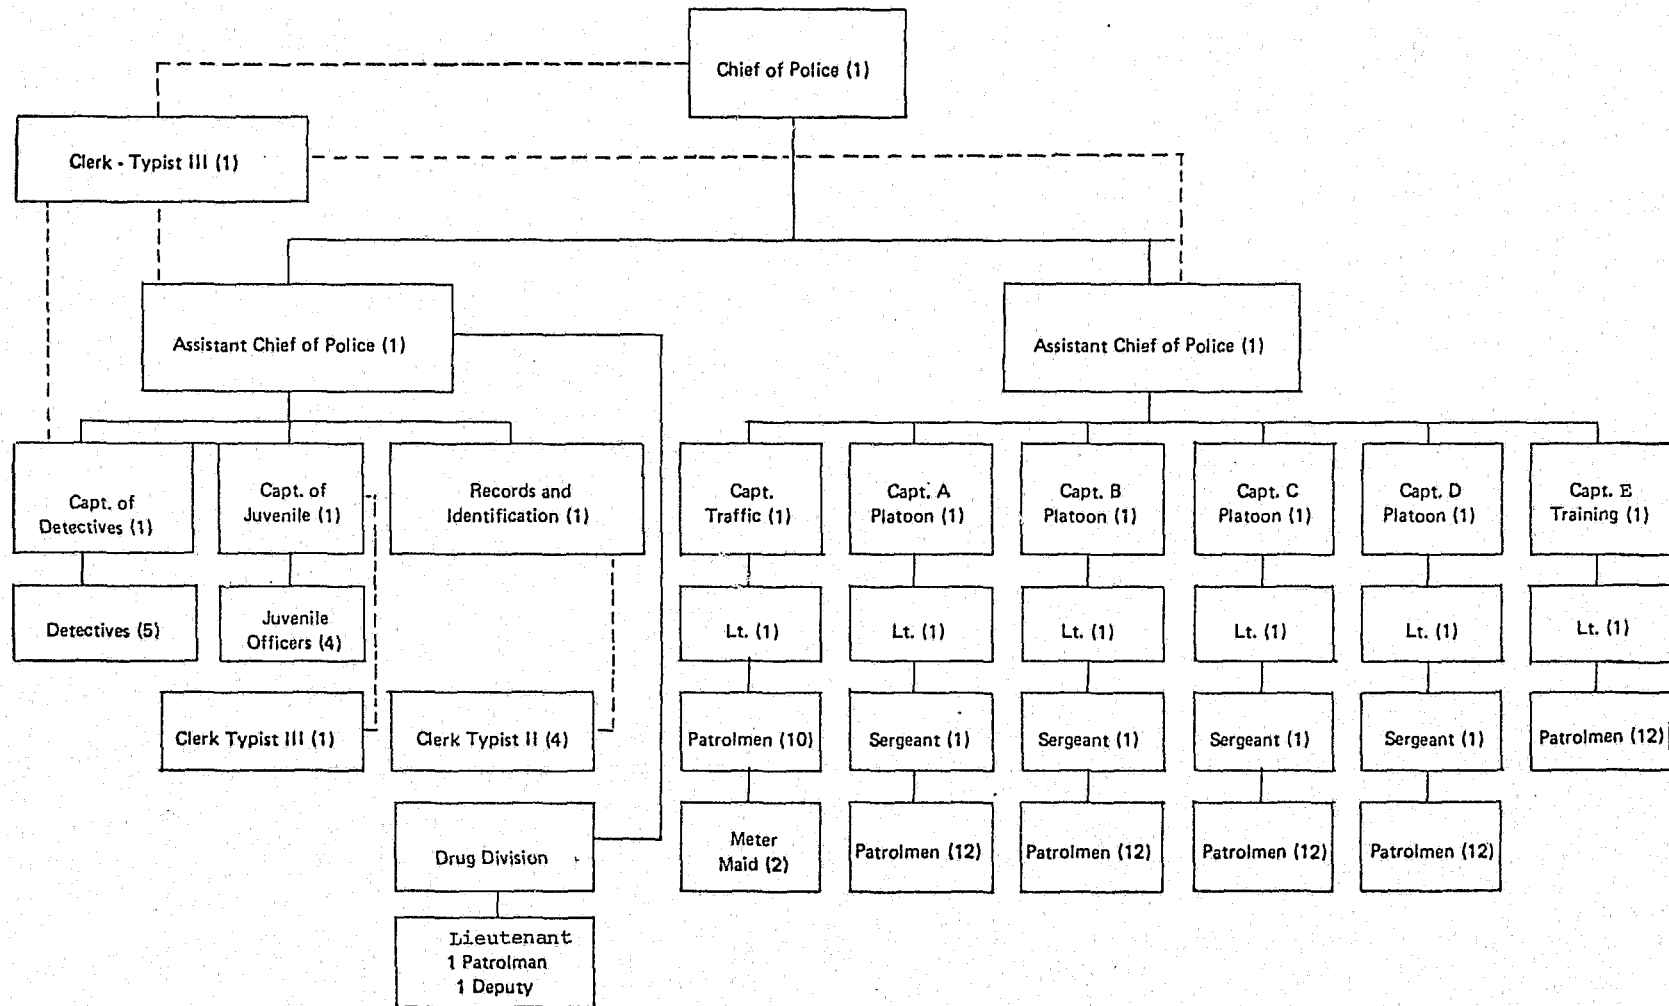 Chief of Police (1)
Clerk - Typist III (1)
Assistant Chief of Police (1)
Assistant Chief of Police (1)
Capt. of
Detectives (1)
Capt. of
Juvenile (1)
Records and
Identification (1)
Capt.
Traffic (1)
Capt. A
Platoon (1)
Capt. B
Platoon (1)
Capt. C
Platoon (1)
Capt. D
Platoon (1)
Capt. E
Training (1)
Detectives (5)
Juvenile
Officers (4)
Lt. (1)
Lt. (1)
Lt. (1)
Lt. (1)
Lt. (1)
Lt. (1)
Clerk Typist III (1)
Clerk Typist II (4)
Patrolmen (10)
Sergeant (1)
Sergeant (1)
Sergeant (1)
Sergeant (1)
Patrolmen (12)
Drug Division
Meter
Maid (2)
Patrolmen (12)
Patrolmen (12)
Patrolmen (12)
Patrolmen (12)
Lieutenant
1 Patrolman
1 Deputy